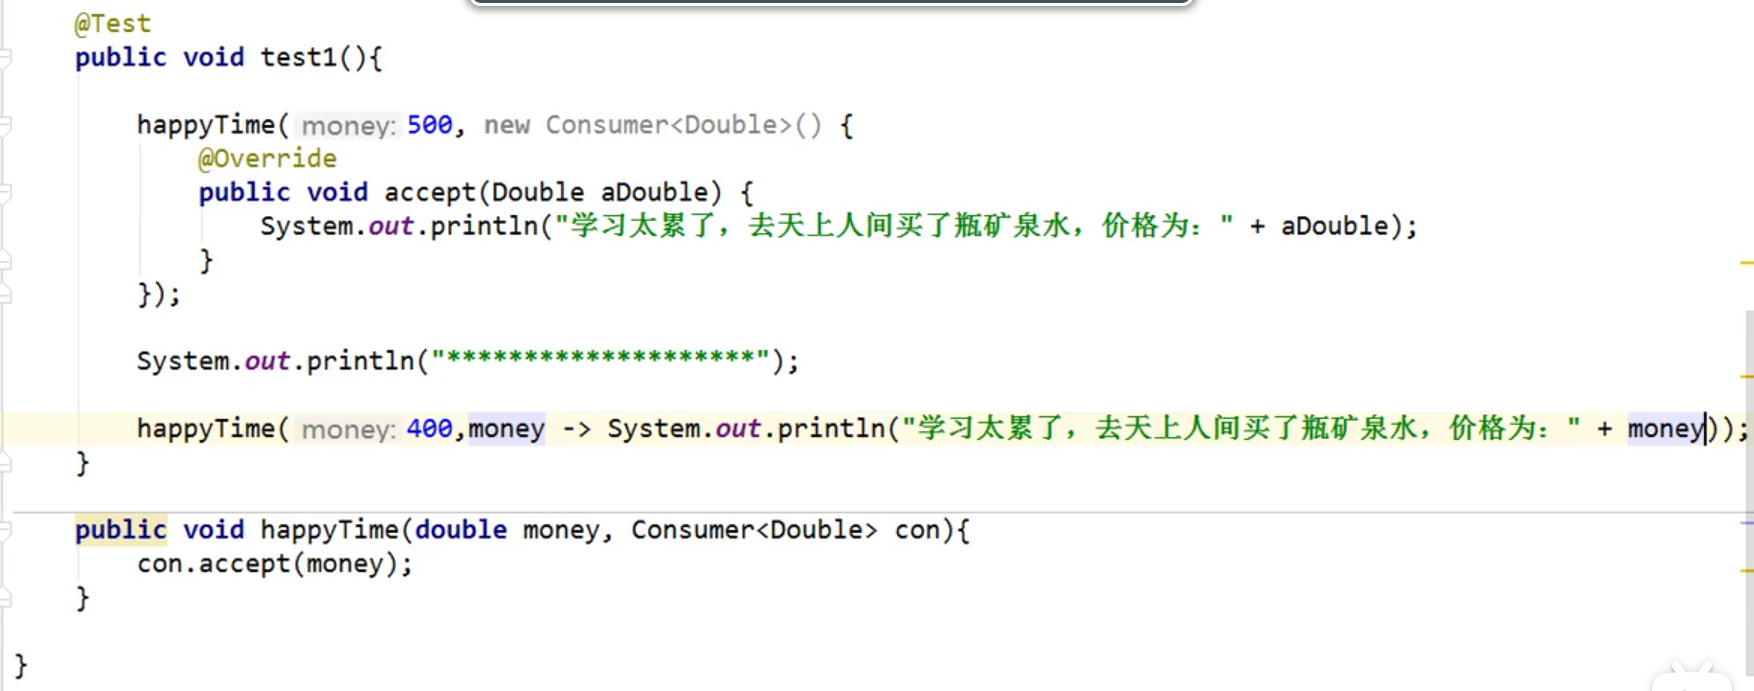 @Test
public void test1(){
happyTime( money: 500, new Consumer<Double>() {
@Override
public void accept(Double aDouble) {
System.out.println("学习太累了，去天上人间买了瓶矿泉水，价格为：" + aDouble);
}
});
System.out.println("********************");
happyTime( money: 400,money -> System.out.println("学习太累了，去天上人间买了瓶矿泉水，价格为：" + money));
}
public void happyTime(double money, Consumer<Double> con){
con.accept(money);
}
}